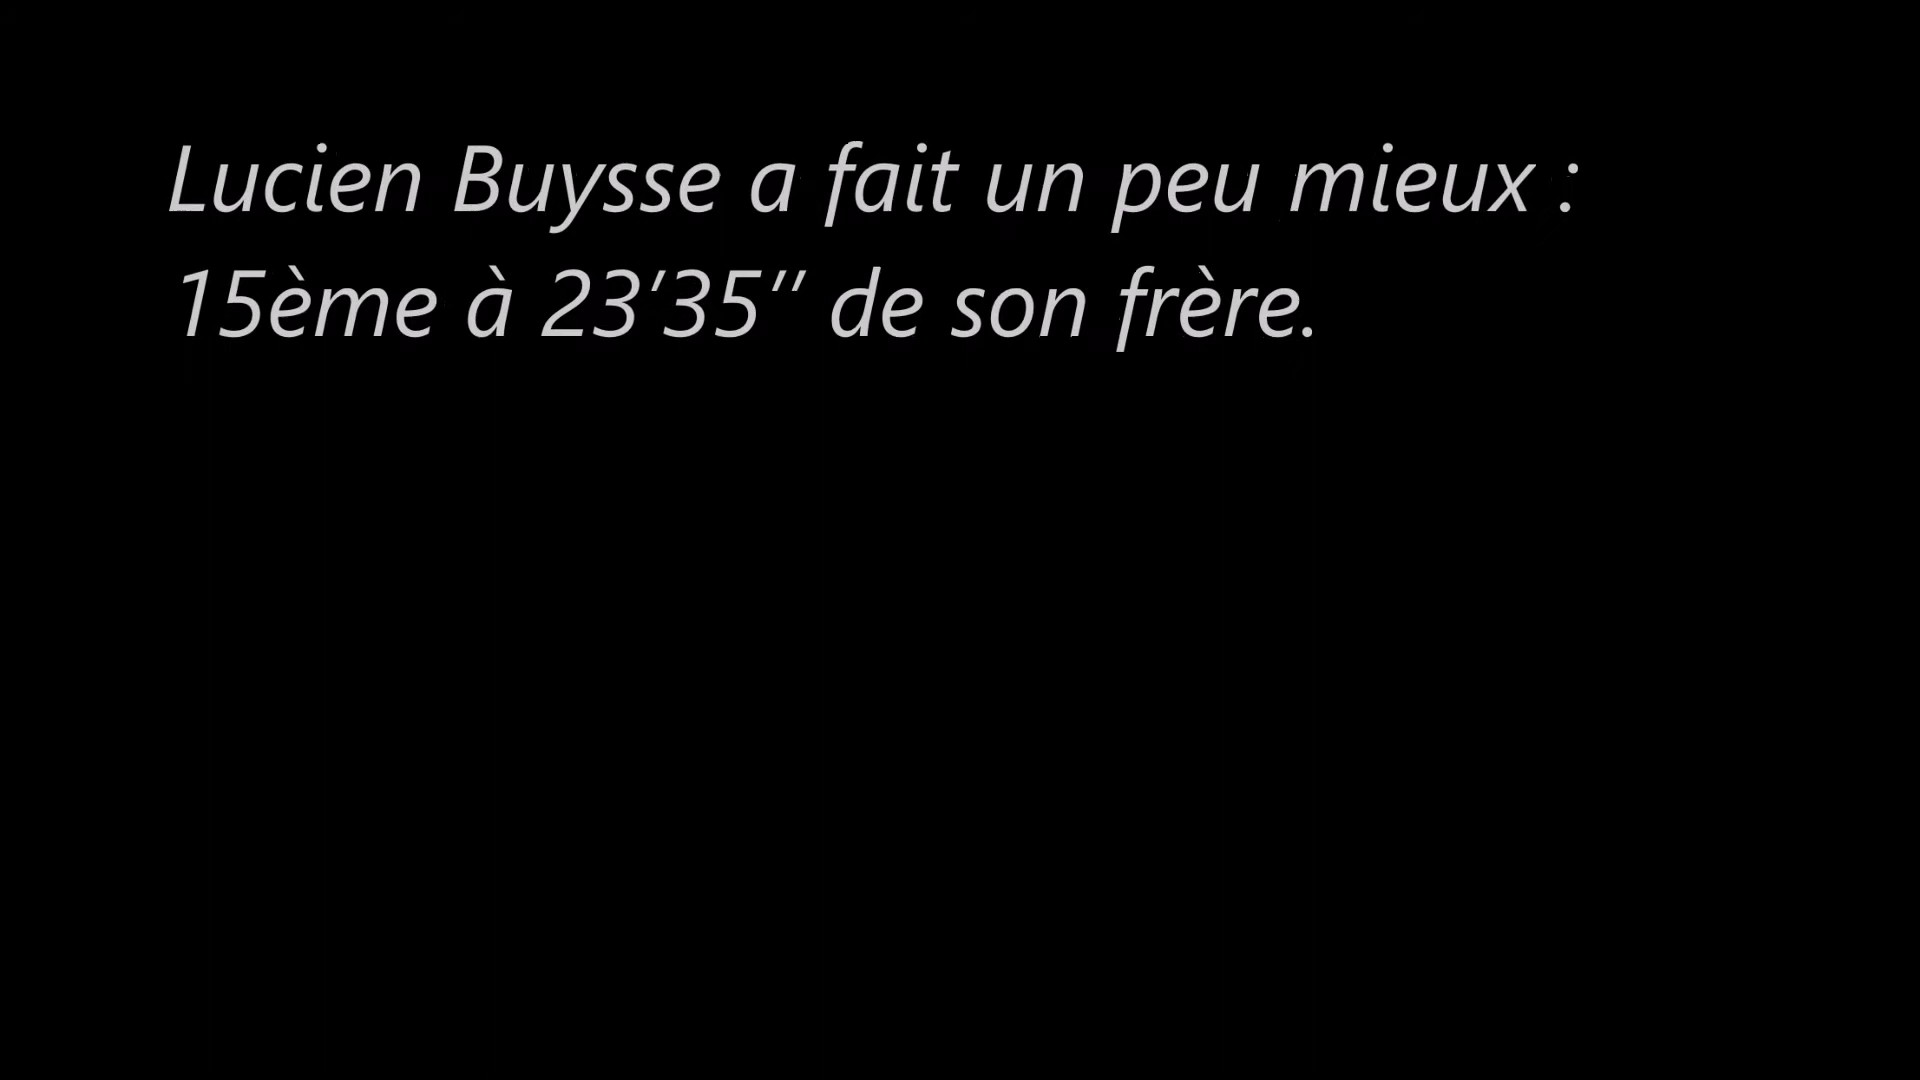 Lucien Buysse a fait un peu mieux :
15ème à 23’35’’ de son frère.